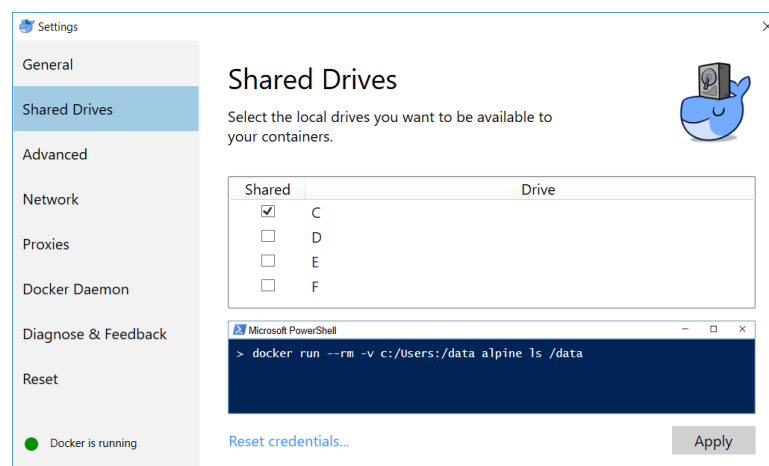 Settings
General
Shared Drives
Advanced
Network
Proxies
Docker Daemon
Diagnose & Feedback
Reset
Docker is running
Shared Drives
Select the local drives you want to be available to
your containers.
Shared Drive
C
D
E
F
Microsoft PowerShell
> docker run --rm -v c:/Users:/data alpine ls /data
Reset credentials...
Apply